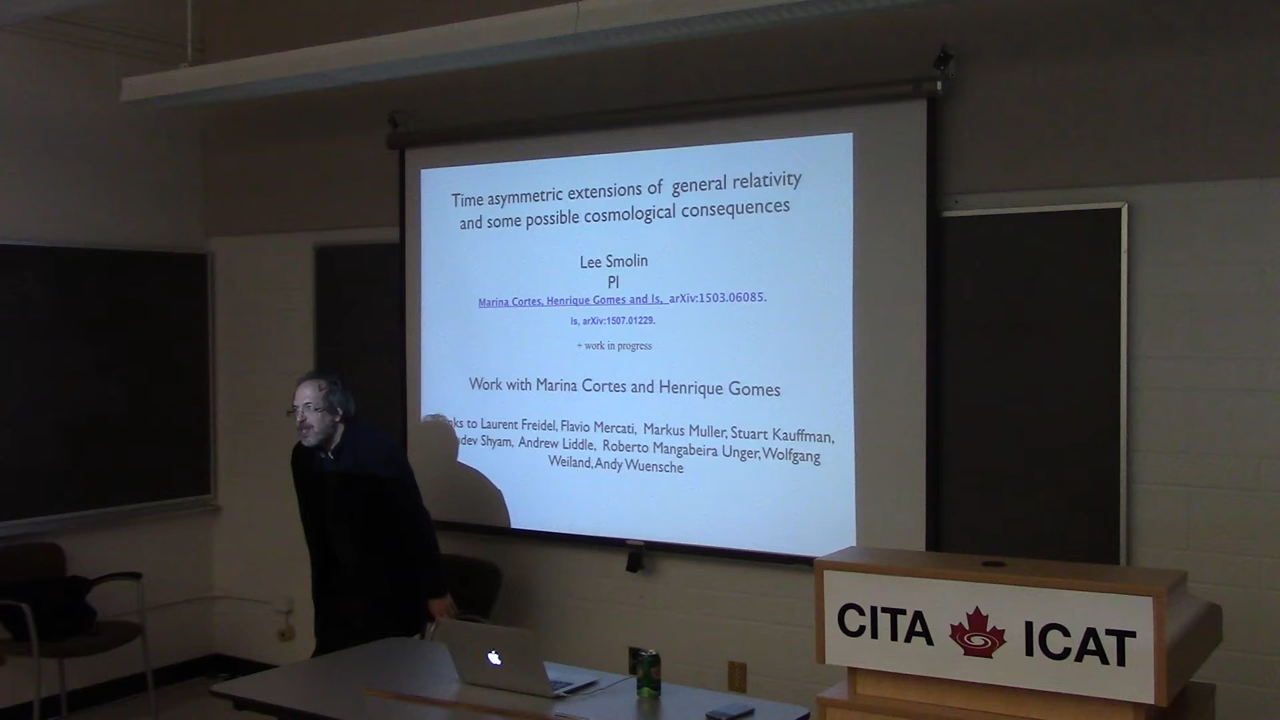 Time asymmetric extensions of general relativity
and some possible cosmological consequences
Lee Smolin
PI
Marina Cortes, Henrique Gomes and ls, arXiv:1503.06085.
ls, arXiv:1507.01229.
+ work in progress
Work with Marina Cortes and Henrique Gomes
to Laurent Freidel, Flavio Mercati, Markus Muller, Stuart Kauffman,
Shyam, Andrew Liddle, Roberto Mangabeira Unger, Wolfgang
Weiland, Andy Wuensche
CITA ICAT